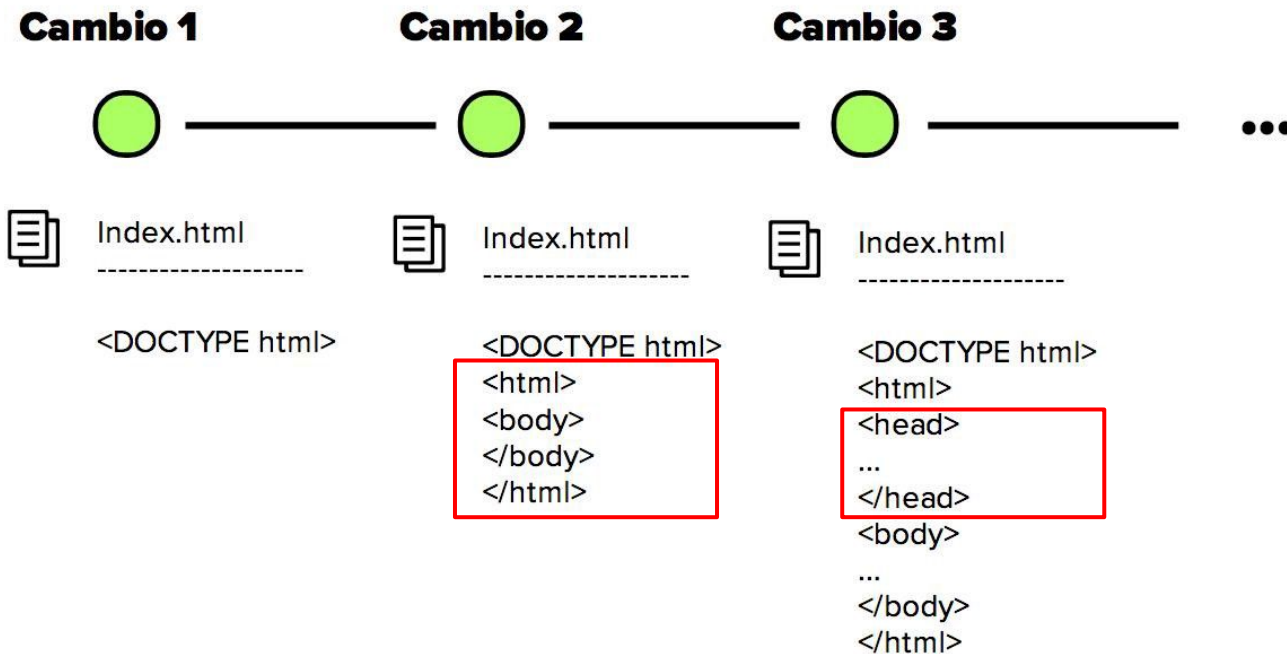 Cambio 1
Cambio 2
Cambio 3
...
Index.html
--------------------
<DOCTYPE html>
Index.html
--------------------
<DOCTYPE html>
<html>
<body>
</body>
</html>
Index.html
--------------------
<DOCTYPE html>
<html>
<head>
...
</head>
<body>
...
</body>
</html>